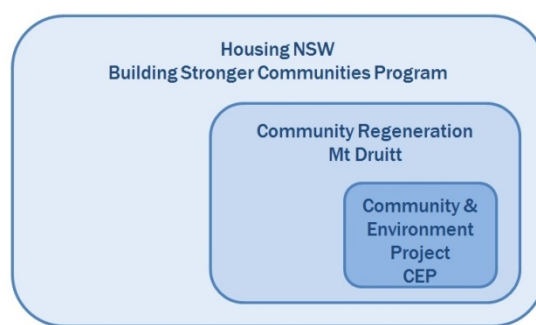 Housing NSW
Building Stronger Communities Program
Community Regeneration
Mt Druitt
Community &
Environment
Project
CEP